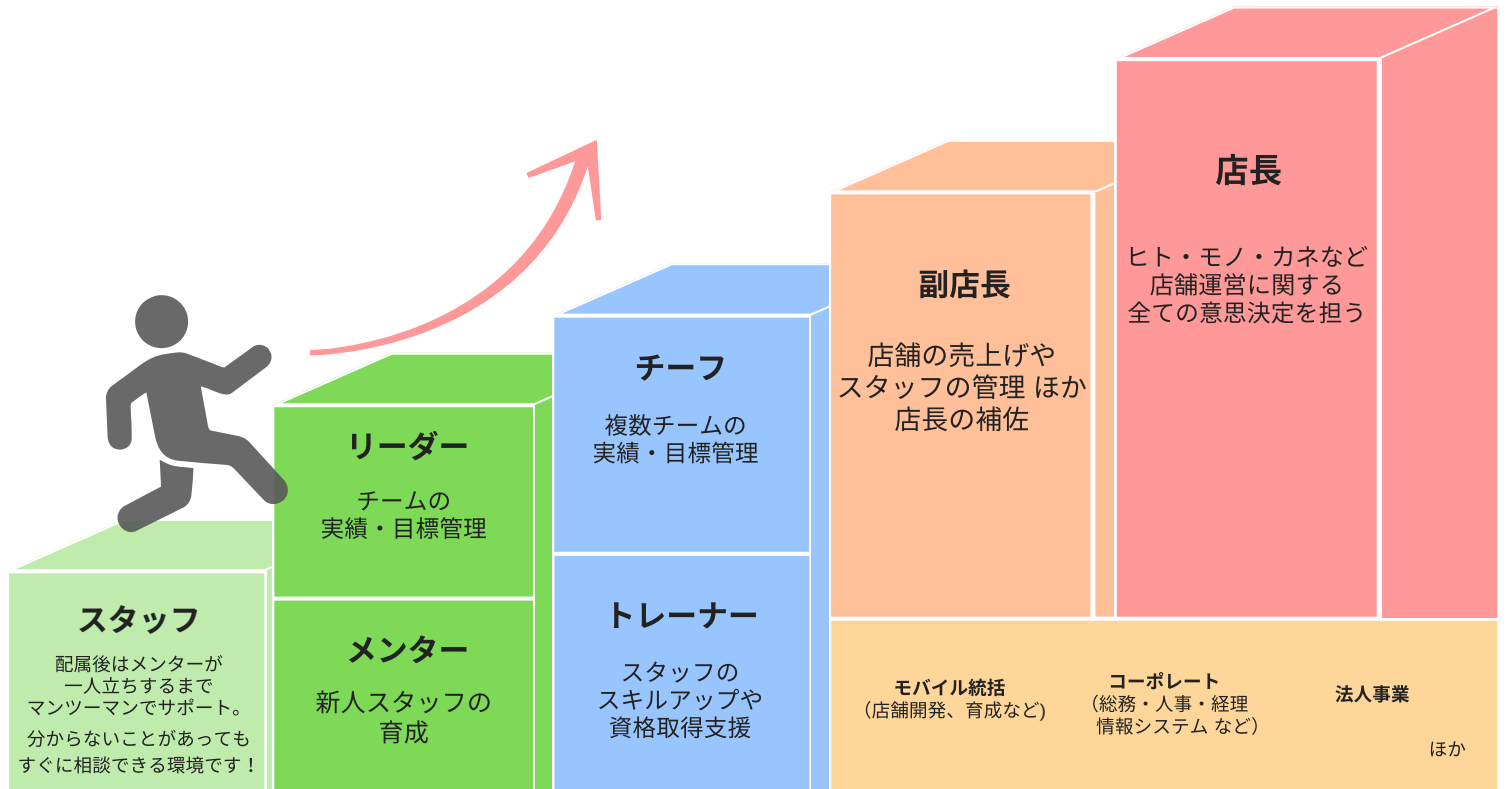 スタッフ
配属後はメンターが
一人立ちするまで
マンツーマンでサポート。
分からないことがあっても
すぐに相談できる環境です！
リーダー
チームの
実績・目標管理
メンター
新人スタッフの
育成
チーフ
複数チームの
実績・目標管理
トレーナー
スタッフの
スキルアップや
資格取得支援
副店長
店舗の売上げや
スタッフの管理 ほか
店長の補佐
店長
ヒト・モノ・カネなど
店舗運営に関する
全ての意思決定を担う
モバイル統括
（店舗開発、育成など)
コーポレート
（総務・人事・経理
情報システム など）
法人事業
ほか